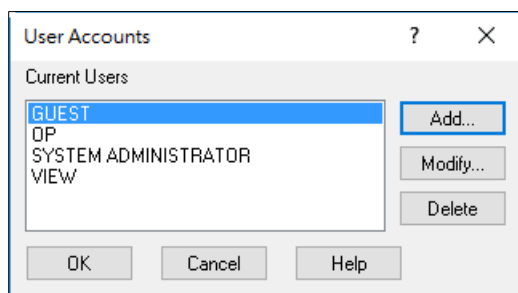 User Accounts ? ×
Current Users
GUEST
OP
SYSTEM ADMINISTRATOR
VIEW
Add...
Modify...
Delete
OK Cancel Help